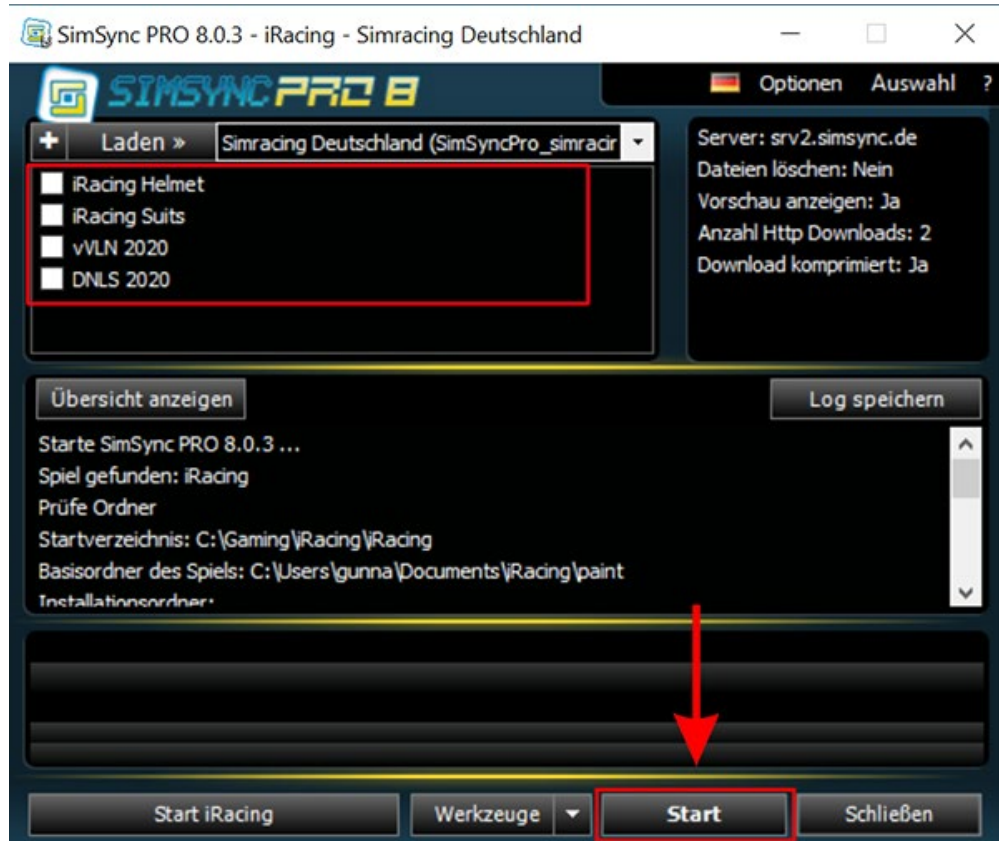 SimSync PRO 8.0.3 - iRacing - Simracing Deutschland
SIMSYNC PRO 8
Optionen Auswahl ?
+ Laden » Simracing Deutschland (SimSyncPro_simracir
iRacing Helmet
iRacing Suits
vVLN 2020
DNLS 2020
Server: srv2.simsync.de
Dateien löschen: Nein
Vorschau anzeigen: Ja
Anzahl Http Downloads: 2
Download komprimiert: Ja
Übersicht anzeigen
Log speichern
Starte SimSync PRO 8.0.3 ...
Spiel gefunden: iRacing
Prüfe Ordner
Startverzeichnis: C:\Gaming\iRacing\iRacing
Basisordner des Spiels: C:\Users\gunna\Documents\iRacing\paint
Installationsordner:
Start iRacing
Werkzeuge
Start
Schließen